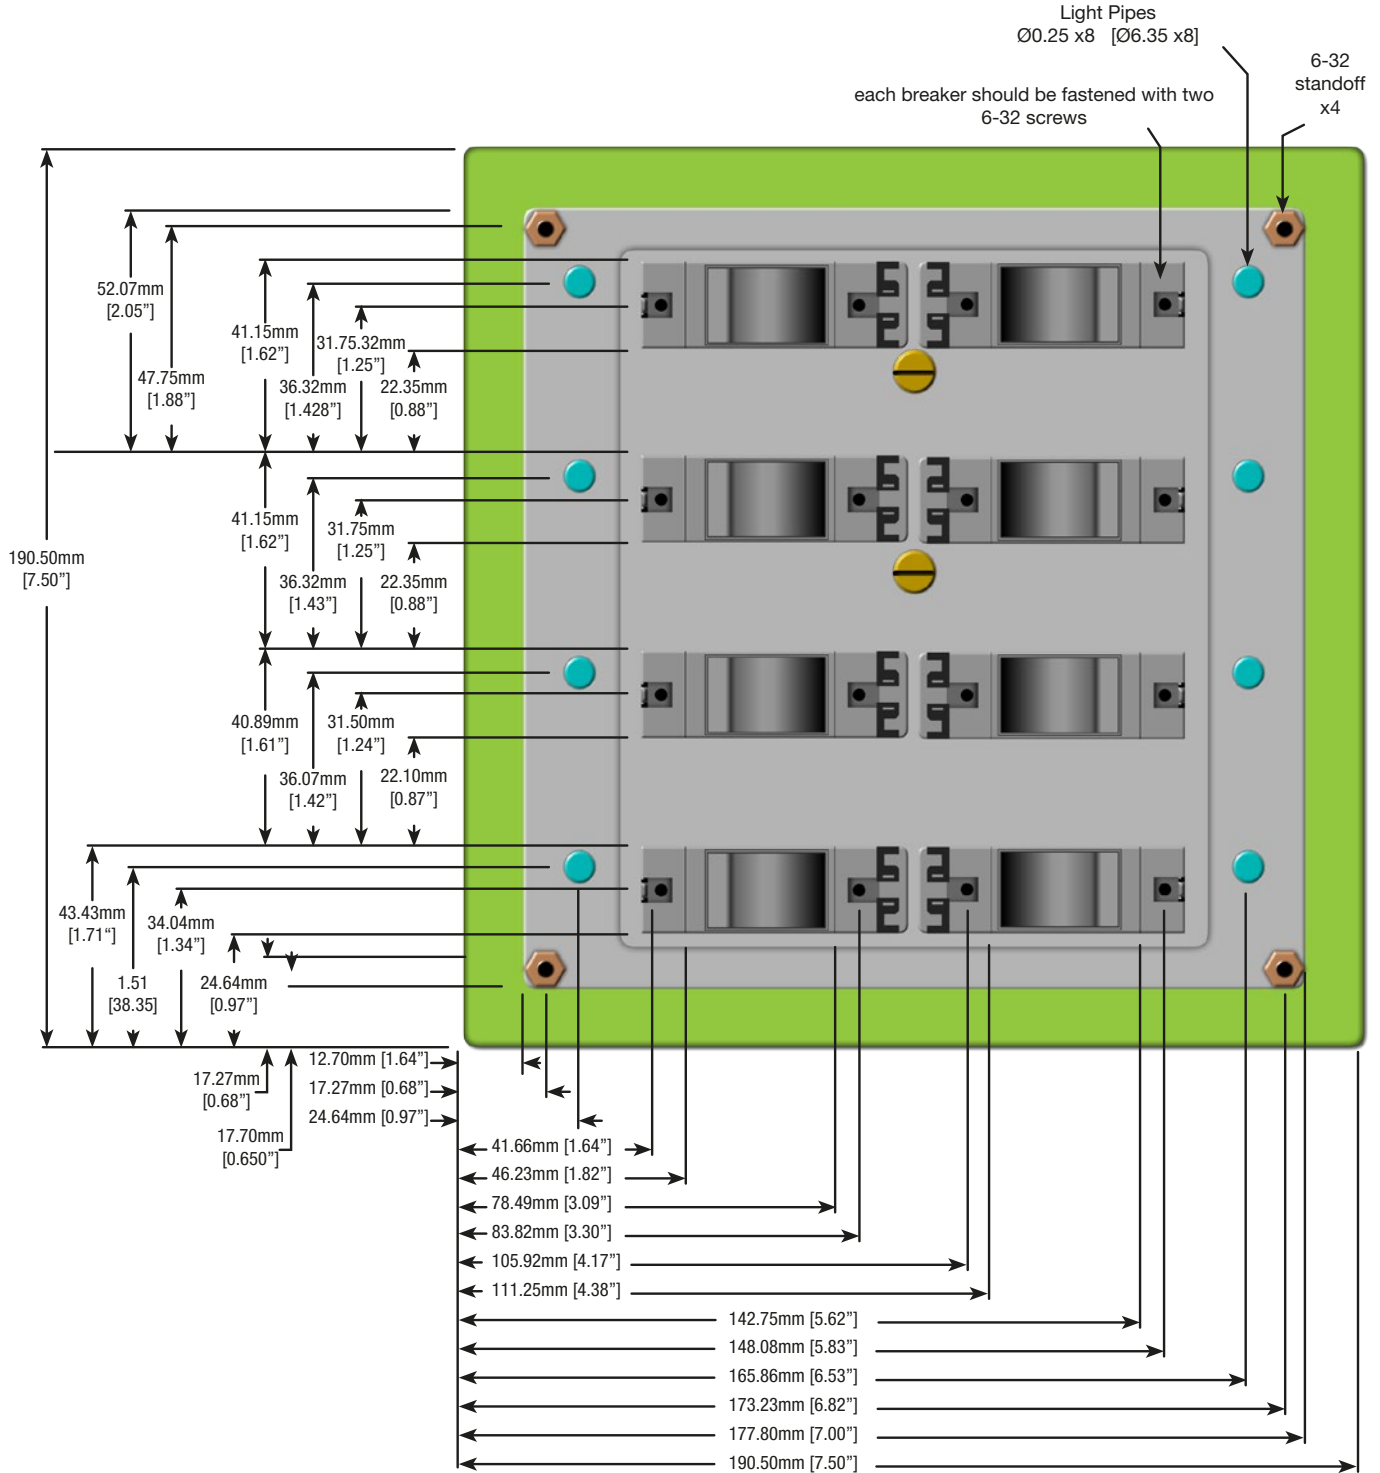 Light Pipes
Ø0.25 x8 [Ø6.35 x8]
6-32
standoff
x4
each breaker should be fastened with two
6-32 screws
52.07mm
[2.05”]
47.75mm
[1.88”]
41.15mm
[1.62”]
36.32mm
[1.428”]
31.75.32mm
[1.25”]
22.35mm
[0.88”]
190.50mm
[7.50”]
41.15mm
[1.62”]
36.32mm
[1.43”]
31.75mm
[1.25”]
22.35mm
[0.88”]
40.89mm
[1.61”]
36.07mm
[1.42”]
31.50mm
[1.24”]
22.10mm
[0.87”]
43.43mm
[1.71“]
1.51
[38.35]
34.04mm
[1.34”]
24.64mm
[0.97”]
17.27mm
[0.68”]
17.70mm
[0.650”]
12.70mm [1.64”]
17.27mm [0.68”]
24.64mm [0.97”]
41.66mm [1.64”]
46.23mm [1.82”]
78.49mm [3.09”]
83.82mm [3.30”]
105.92mm [4.17”]
111.25mm [4.38”]
142.75mm [5.62”]
148.08mm [5.83”]
165.86mm [6.53”]
173.23mm [6.82”]
177.80mm [7.00”]
190.50mm [7.50”]